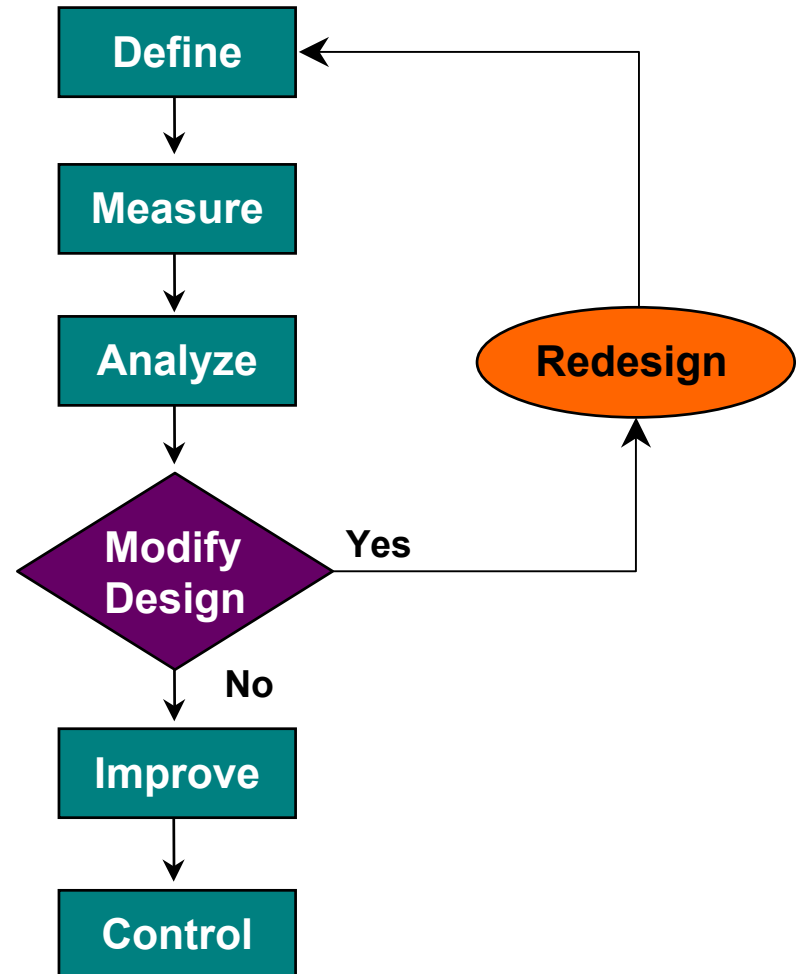 Define
Measure
Analyze
Redesign
Modify
Design
Yes
No
Improve
Control